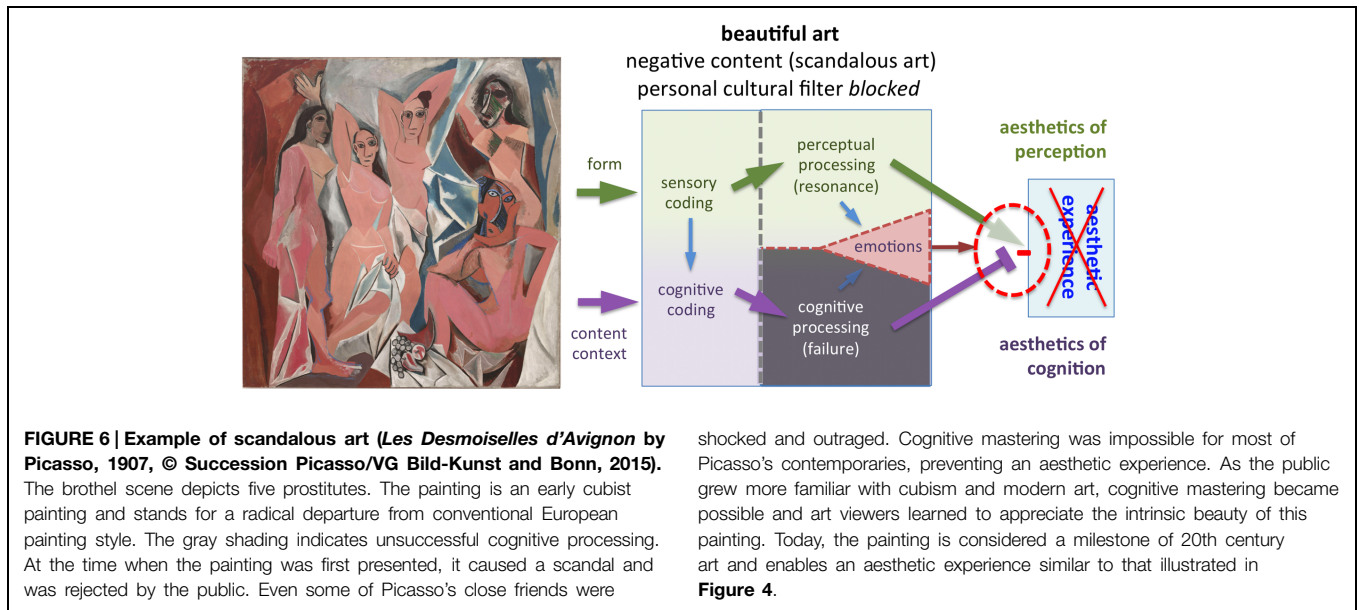 beautiful art
negative content (scandalous art)
personal cultural filter blocked
form
content
context
sensory
coding
cognitive
coding
perceptual
processing
(resonance)
emotions
cognitive
processing
(failure)
aesthetics of
perception
aesthetic
experience
aesthetics of
cognition
FIGURE 6 | Example of scandalous art (Les Desmoiselles d'Avignon by
Picasso, 1907, © Succession Picasso/VG Bild-Kunst and Bonn, 2015).
The brothel scene depicts five prostitutes. The painting is an early cubist
painting and stands for a radical departure from conventional European
painting style. The gray shading indicates unsuccessful cognitive processing.
At the time when the painting was first presented, it caused a scandal and
was rejected by the public. Even some of Picasso's close friends were
shocked and outraged. Cognitive mastering was impossible for most of
Picasso's contemporaries, preventing an aesthetic experience. As the public
grew more familiar with cubism and modern art, cognitive mastering became
possible and art viewers learned to appreciate the intrinsic beauty of this
painting. Today, the painting is considered a milestone of 20th century
art and enables an aesthetic experience similar to that illustrated in
Figure 4.